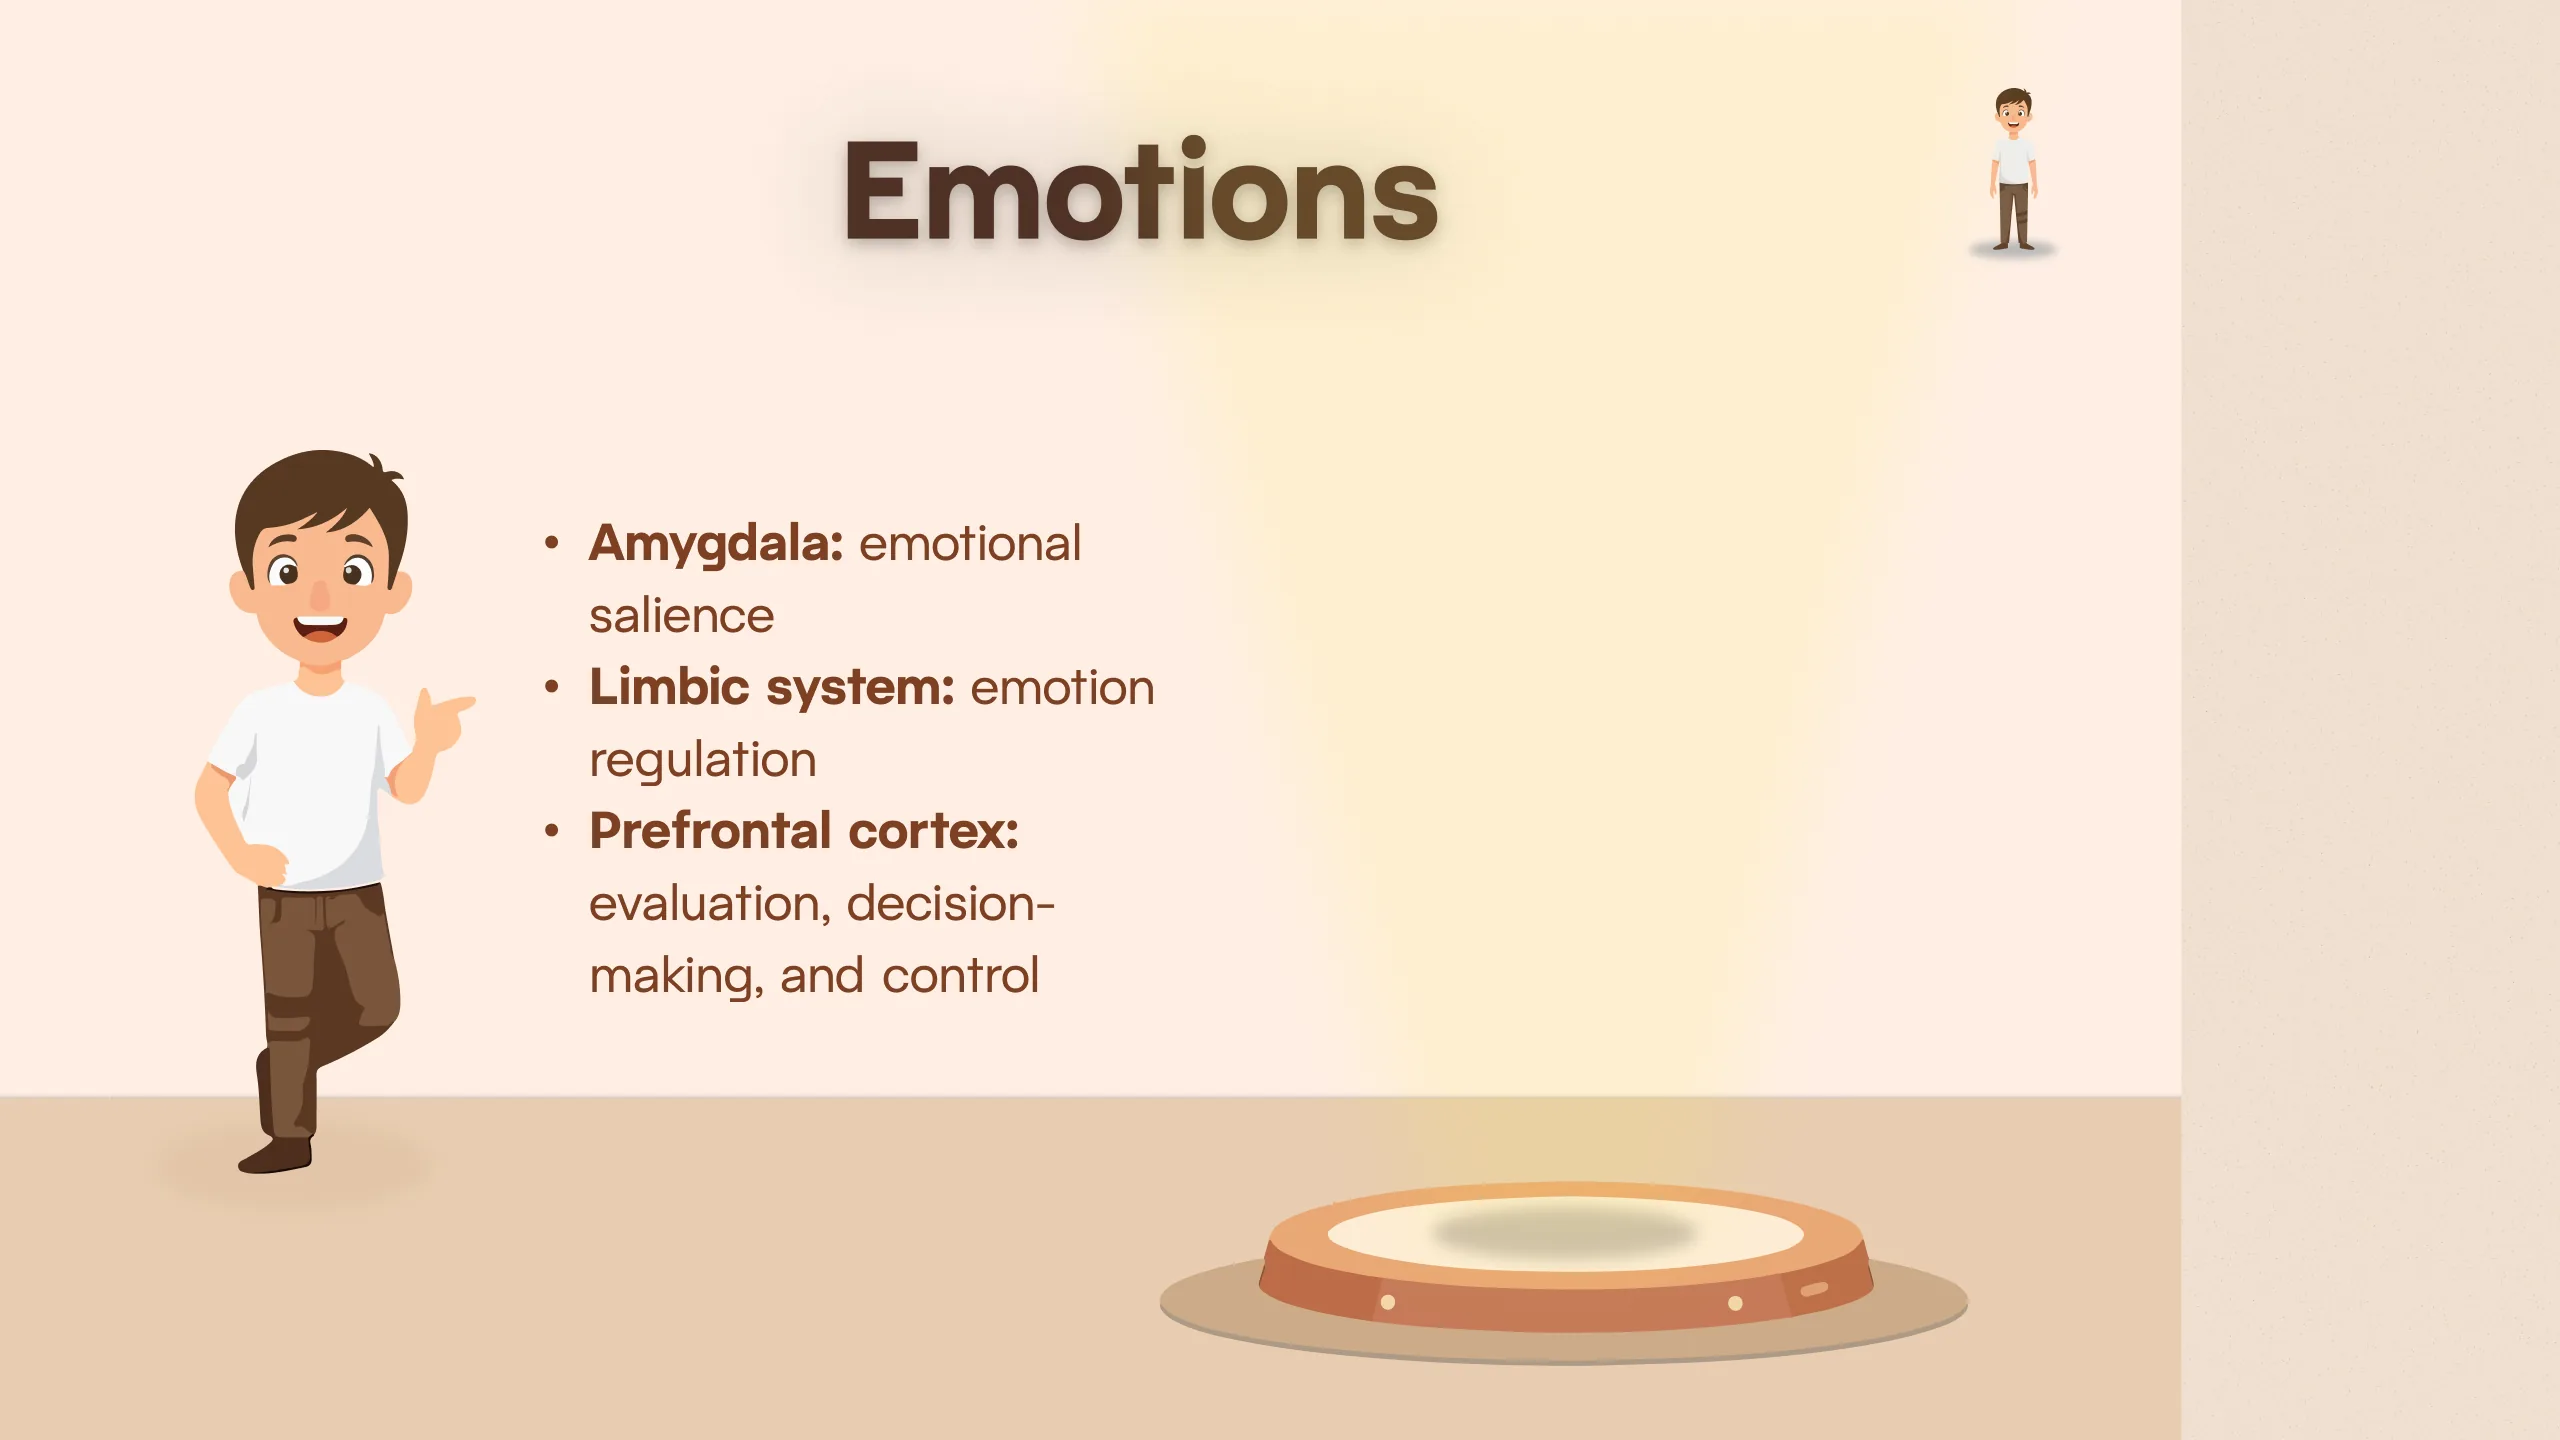 Emotions
• Amygdala: emotional
salience
• Limbic system: emotion
regulation
• Prefrontal cortex:
evaluation, decision-
making, and control